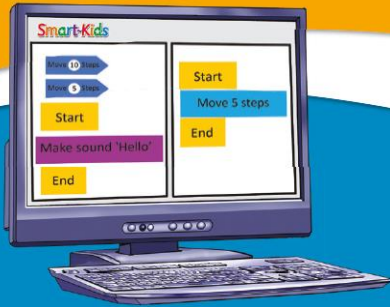 Smart-Kids
Move 10 Steps
Move 5 Steps
Start
Make sound 'Hello'
End
Start
Move 5 steps
End